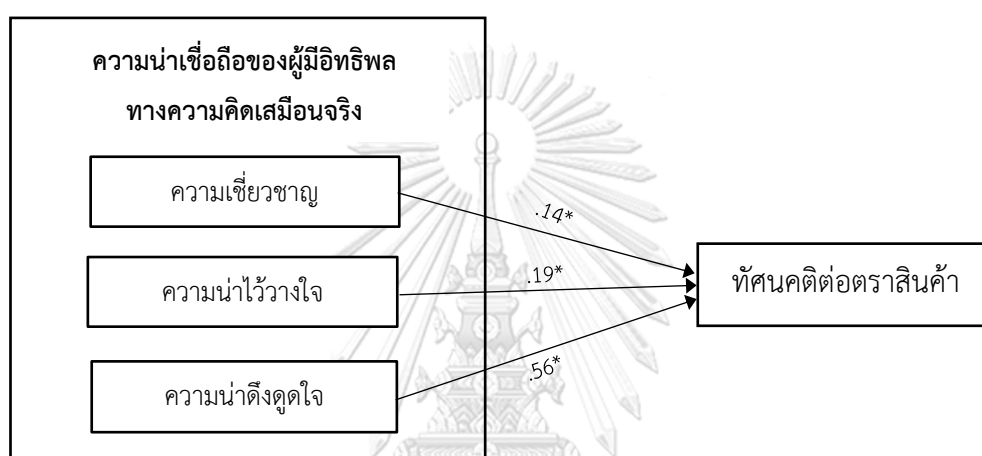 ความน่าเชื่อถือของผู้มีอิทธิพล
ทางความคิดเสมือนจริง
ความเชี่ยวชาญ
.14*
ความน่าไว้วางใจ
.19*
ทัศนคติต่อตราสินค้า
ความน่าดึงดูดใจ
.56*